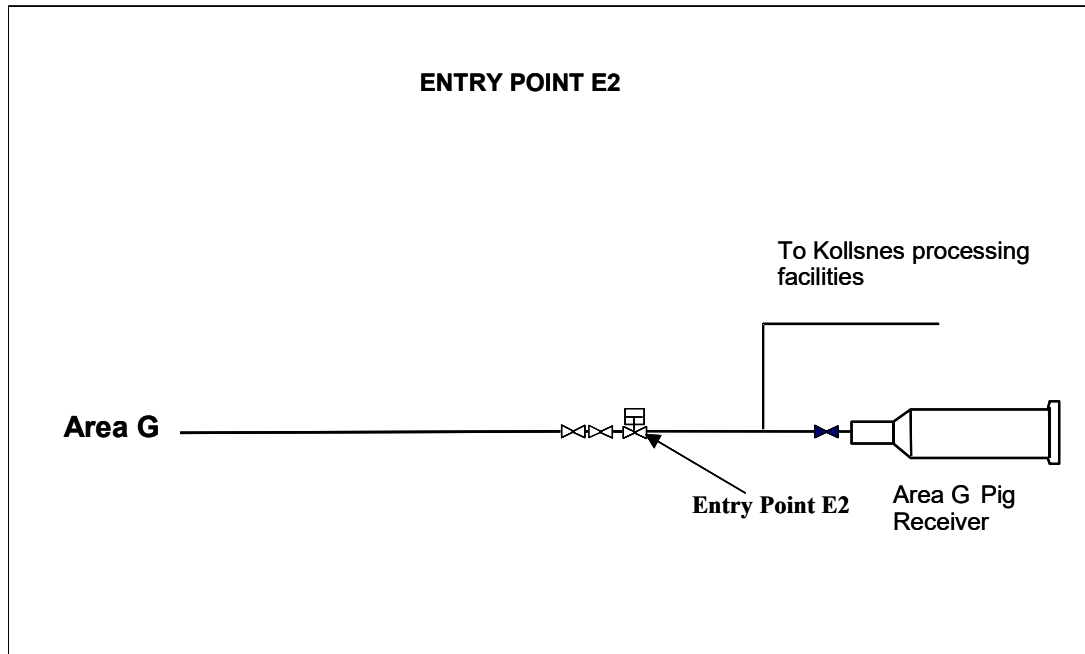 ENTRY POINT E2
To Kollsnes processing
facilities
Area G
Entry Point E2
Area G Pig
Receiver